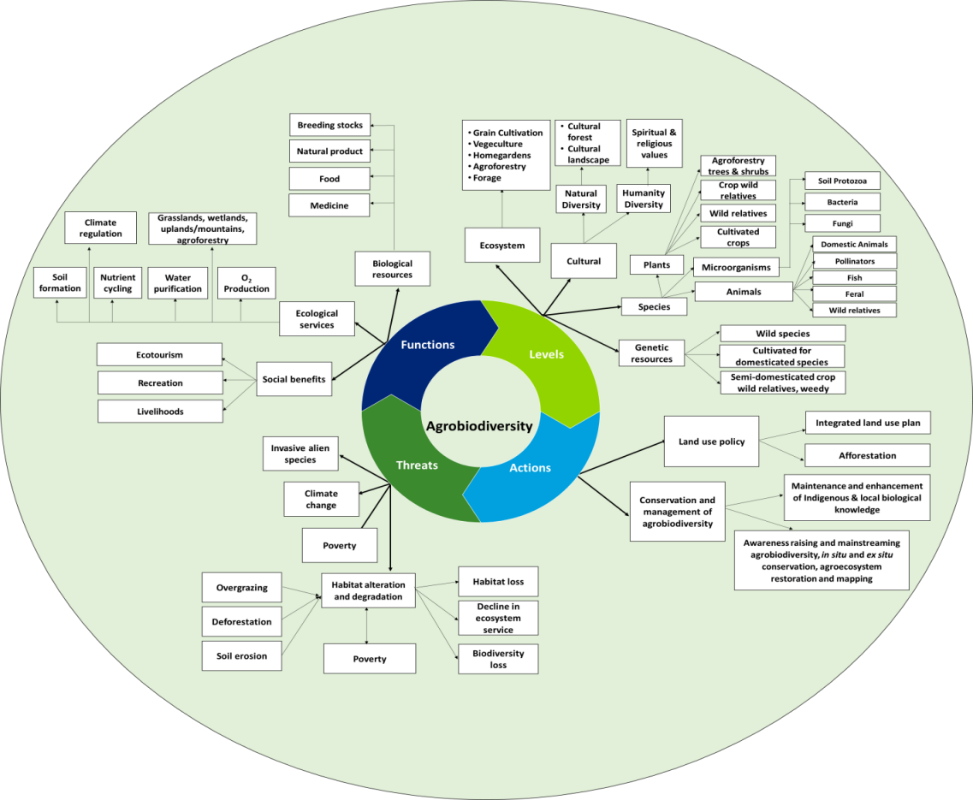 Breeding stocks
Natural product
Food
Medicine
Biological
resources
Climate
regulation
Grasslands, wetlands,
uplands/mountains,
agroforestry
Soil
formation
Nutrient
cycling
Water
purification
O2
Production
Ecological
services
Ecotourism
Recreation
Livelihoods
Social benefits
• Grain Cultivation
• Vegeculture
• Homegardens
• Agroforestry
• Forage
Ecosystem
• Cultural
forest
• Cultural
landscape
Spiritual &
religious
values
Natural
Diversity
Humanity
Diversity
Cultural
Agroforestry
trees & shrubs
Crop wild
relatives
Wild relatives
Cultivated
crops
Plants
Soil Protozoa
Bacteria
Fungi
Microorganisms
Domestic Animals
Pollinators
Fish
Feral
Wild relatives
Animals
Species
Genetic
resources
Wild species
Cultivated for
domesticated species
Semi-domesticated crop
wild relatives, weedy
Functions
Levels
Agrobiodiversity
Threats
Actions
Land use policy
Integrated land use plan
Afforestation
Conservation and
management of
agrobiodiversity
Maintenance and enhancement
of Indigenous & local biological
knowledge
Awareness raising and mainstreaming
agrobiodiversity, in situ and ex situ
conservation, agroecosystem
restoration and mapping
Invasive alien
species
Climate
change
Poverty
Overgrazing
Deforestation
Soil erosion
Habitat alteration
and degradation
Poverty
Habitat loss
Decline in
ecosystem
service
Biodiversity
loss